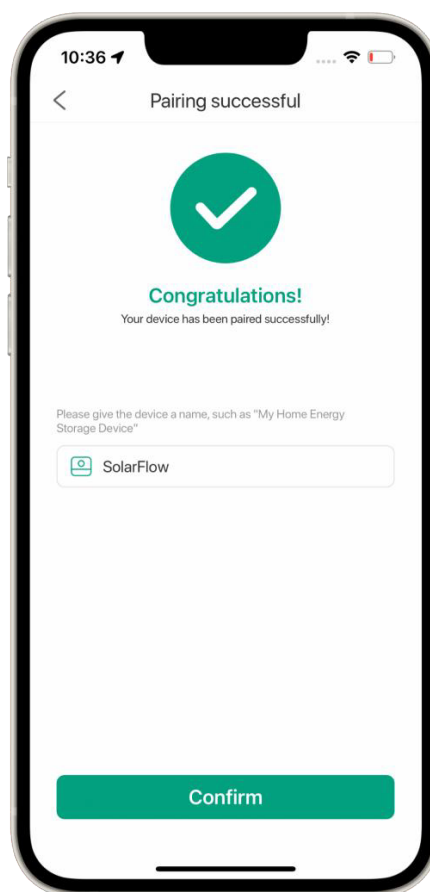 10:36
Pairing successful
Congratulations!
Your device has been paired successfully!
Please give the device a name, such as "My Home Energy
Storage Device"
SolarFlow
Confirm